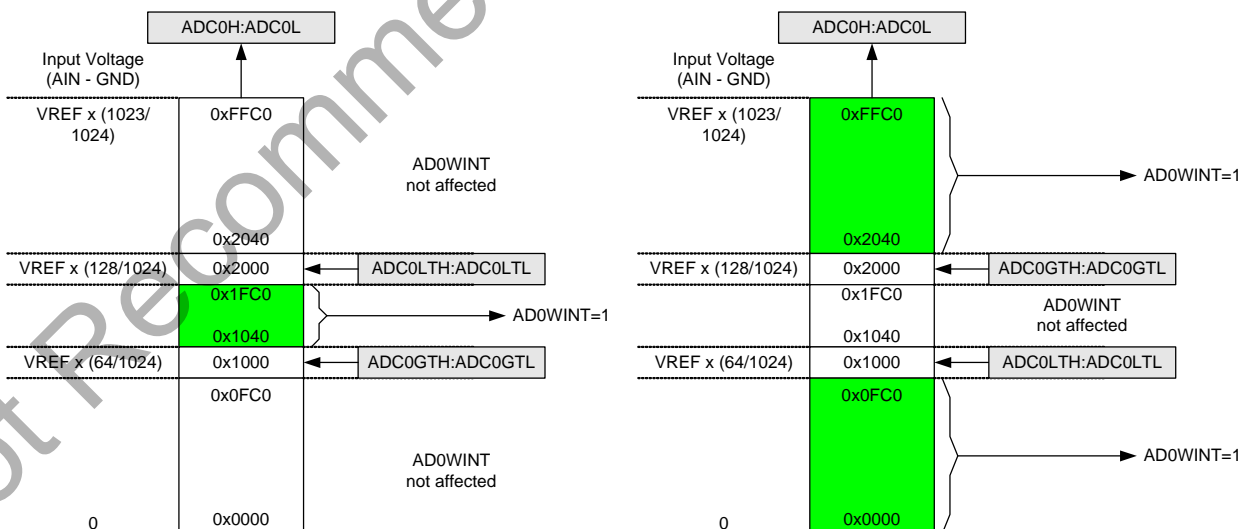 ADC0H:ADC0L
Input Voltage
(AIN - GND)
VREF x (1023/
1024)
0xFFC0
AD0WINT
not affected
0x2040
VREF x (128/1024)
0x2000
ADC0LTH:ADC0LTL
0x1FC0
AD0WINT=1
0x1040
VREF x (64/1024)
0x1000
ADC0GTH:ADC0GTL
0x0FC0
AD0WINT
not affected
0
0x0000
ADC0H:ADC0L
Input Voltage
(AIN - GND)
VREF x (1023/
1024)
0xFFC0
AD0WINT=1
0x2040
VREF x (128/1024)
0x2000
ADC0GTH:ADC0GTL
0x1FC0
AD0WINT
not affected
0x1040
VREF x (64/1024)
0x1000
ADC0LTH:ADC0LTL
0x0FC0
AD0WINT=1
0
0x0000
ot Recomme